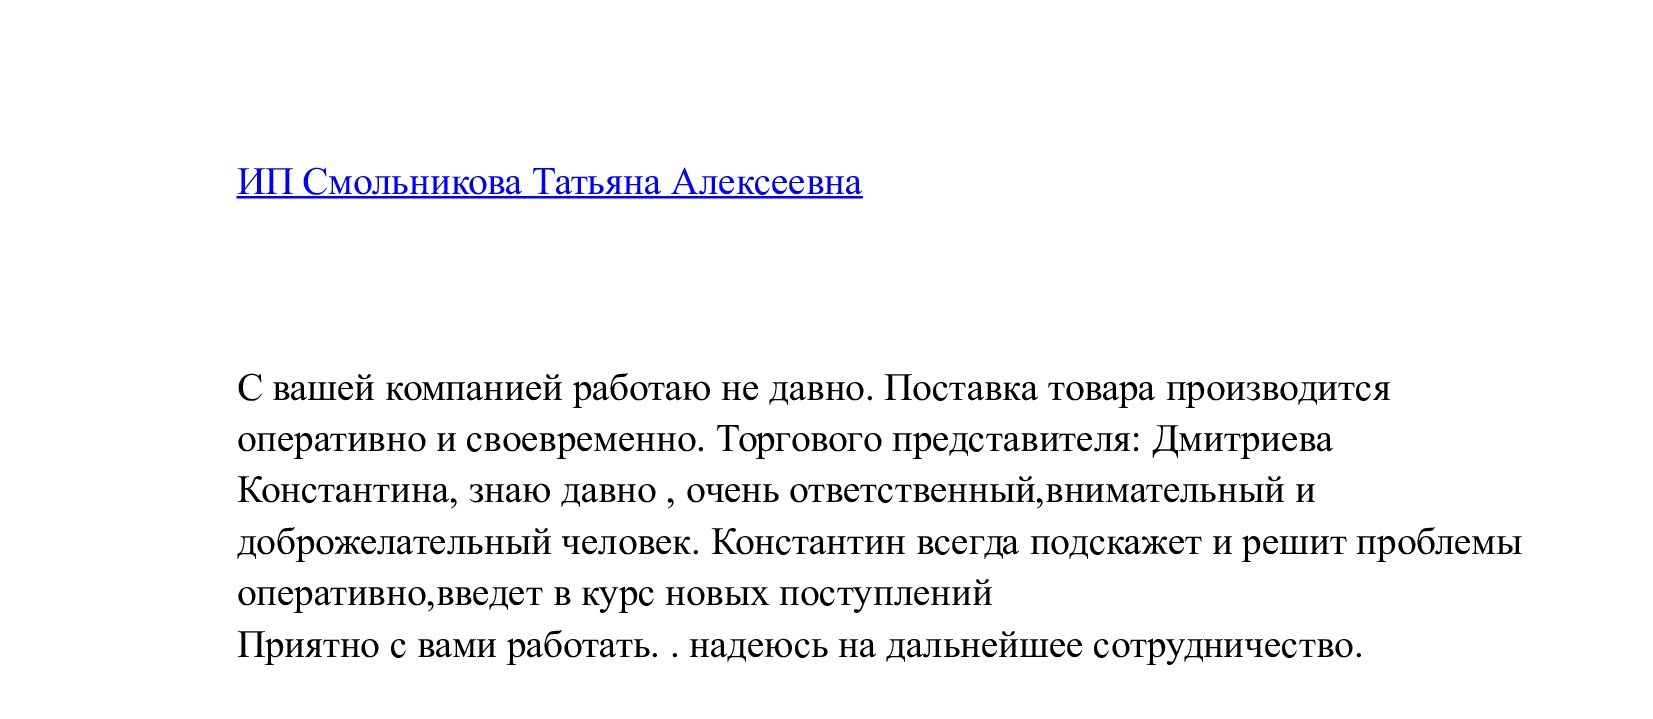 ИП Смольникова Татьяна Алексеевна
С вашей компанией работаю не давно. Поставка товара производится
оперативно и своевременно. Торгового представителя: Дмитриева
Константина, знаю давно , очень ответственный,внимательный и
доброжелательный человек. Константин всегда подскажет и решит проблемы
оперативно,введет в курс новых поступлений
Приятно с вами работать. . надеюсь на дальнейшее сотрудничество.